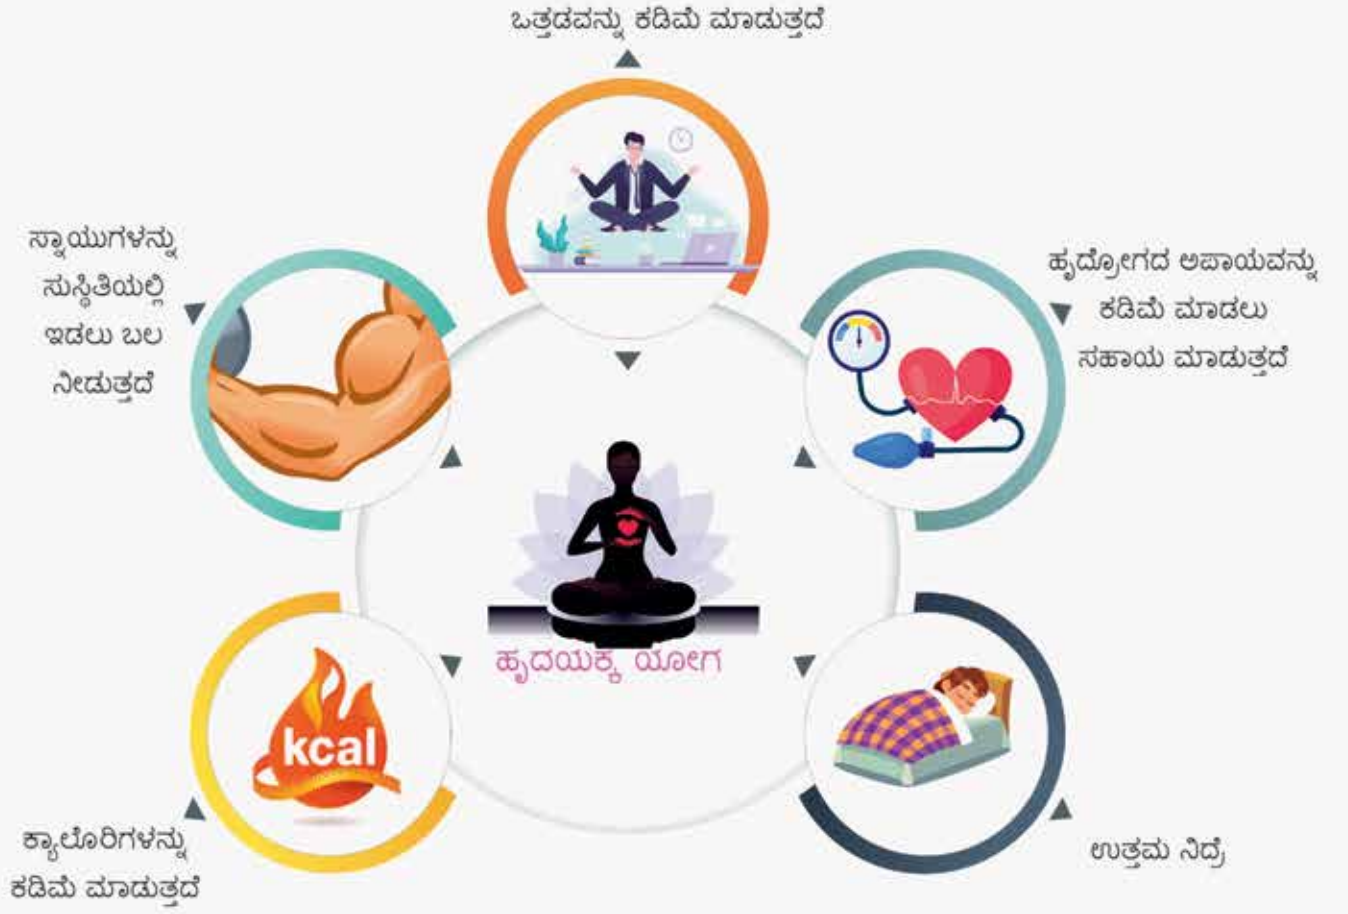 ಒತ್ತಡವನ್ನು ಕಡಿಮೆ ಮಾಡುತ್ತದೆ
ಸ್ನಾಯುಗಳನ್ನು
ಸುಸ್ಥಿತಿಯಲ್ಲಿ
ಇಡಲು ಬಲ
ನೀಡುತ್ತದೆ
ಹೃದ್ರೋಗದ ಅಪಾಯವನ್ನು
ಕಡಿಮೆ ಮಾಡಲು
ಸಹಾಯ ಮಾಡುತ್ತದೆ
ಹೃದಯಕ್ಕ ಯೋಗ
kcal
ಕ್ಯಾಲೊರಿಗಳನ್ನು
ಕಡಿಮೆ ಮಾಡುತ್ತದೆ
ಉತ್ತಮ ನಿದ್ರೆ